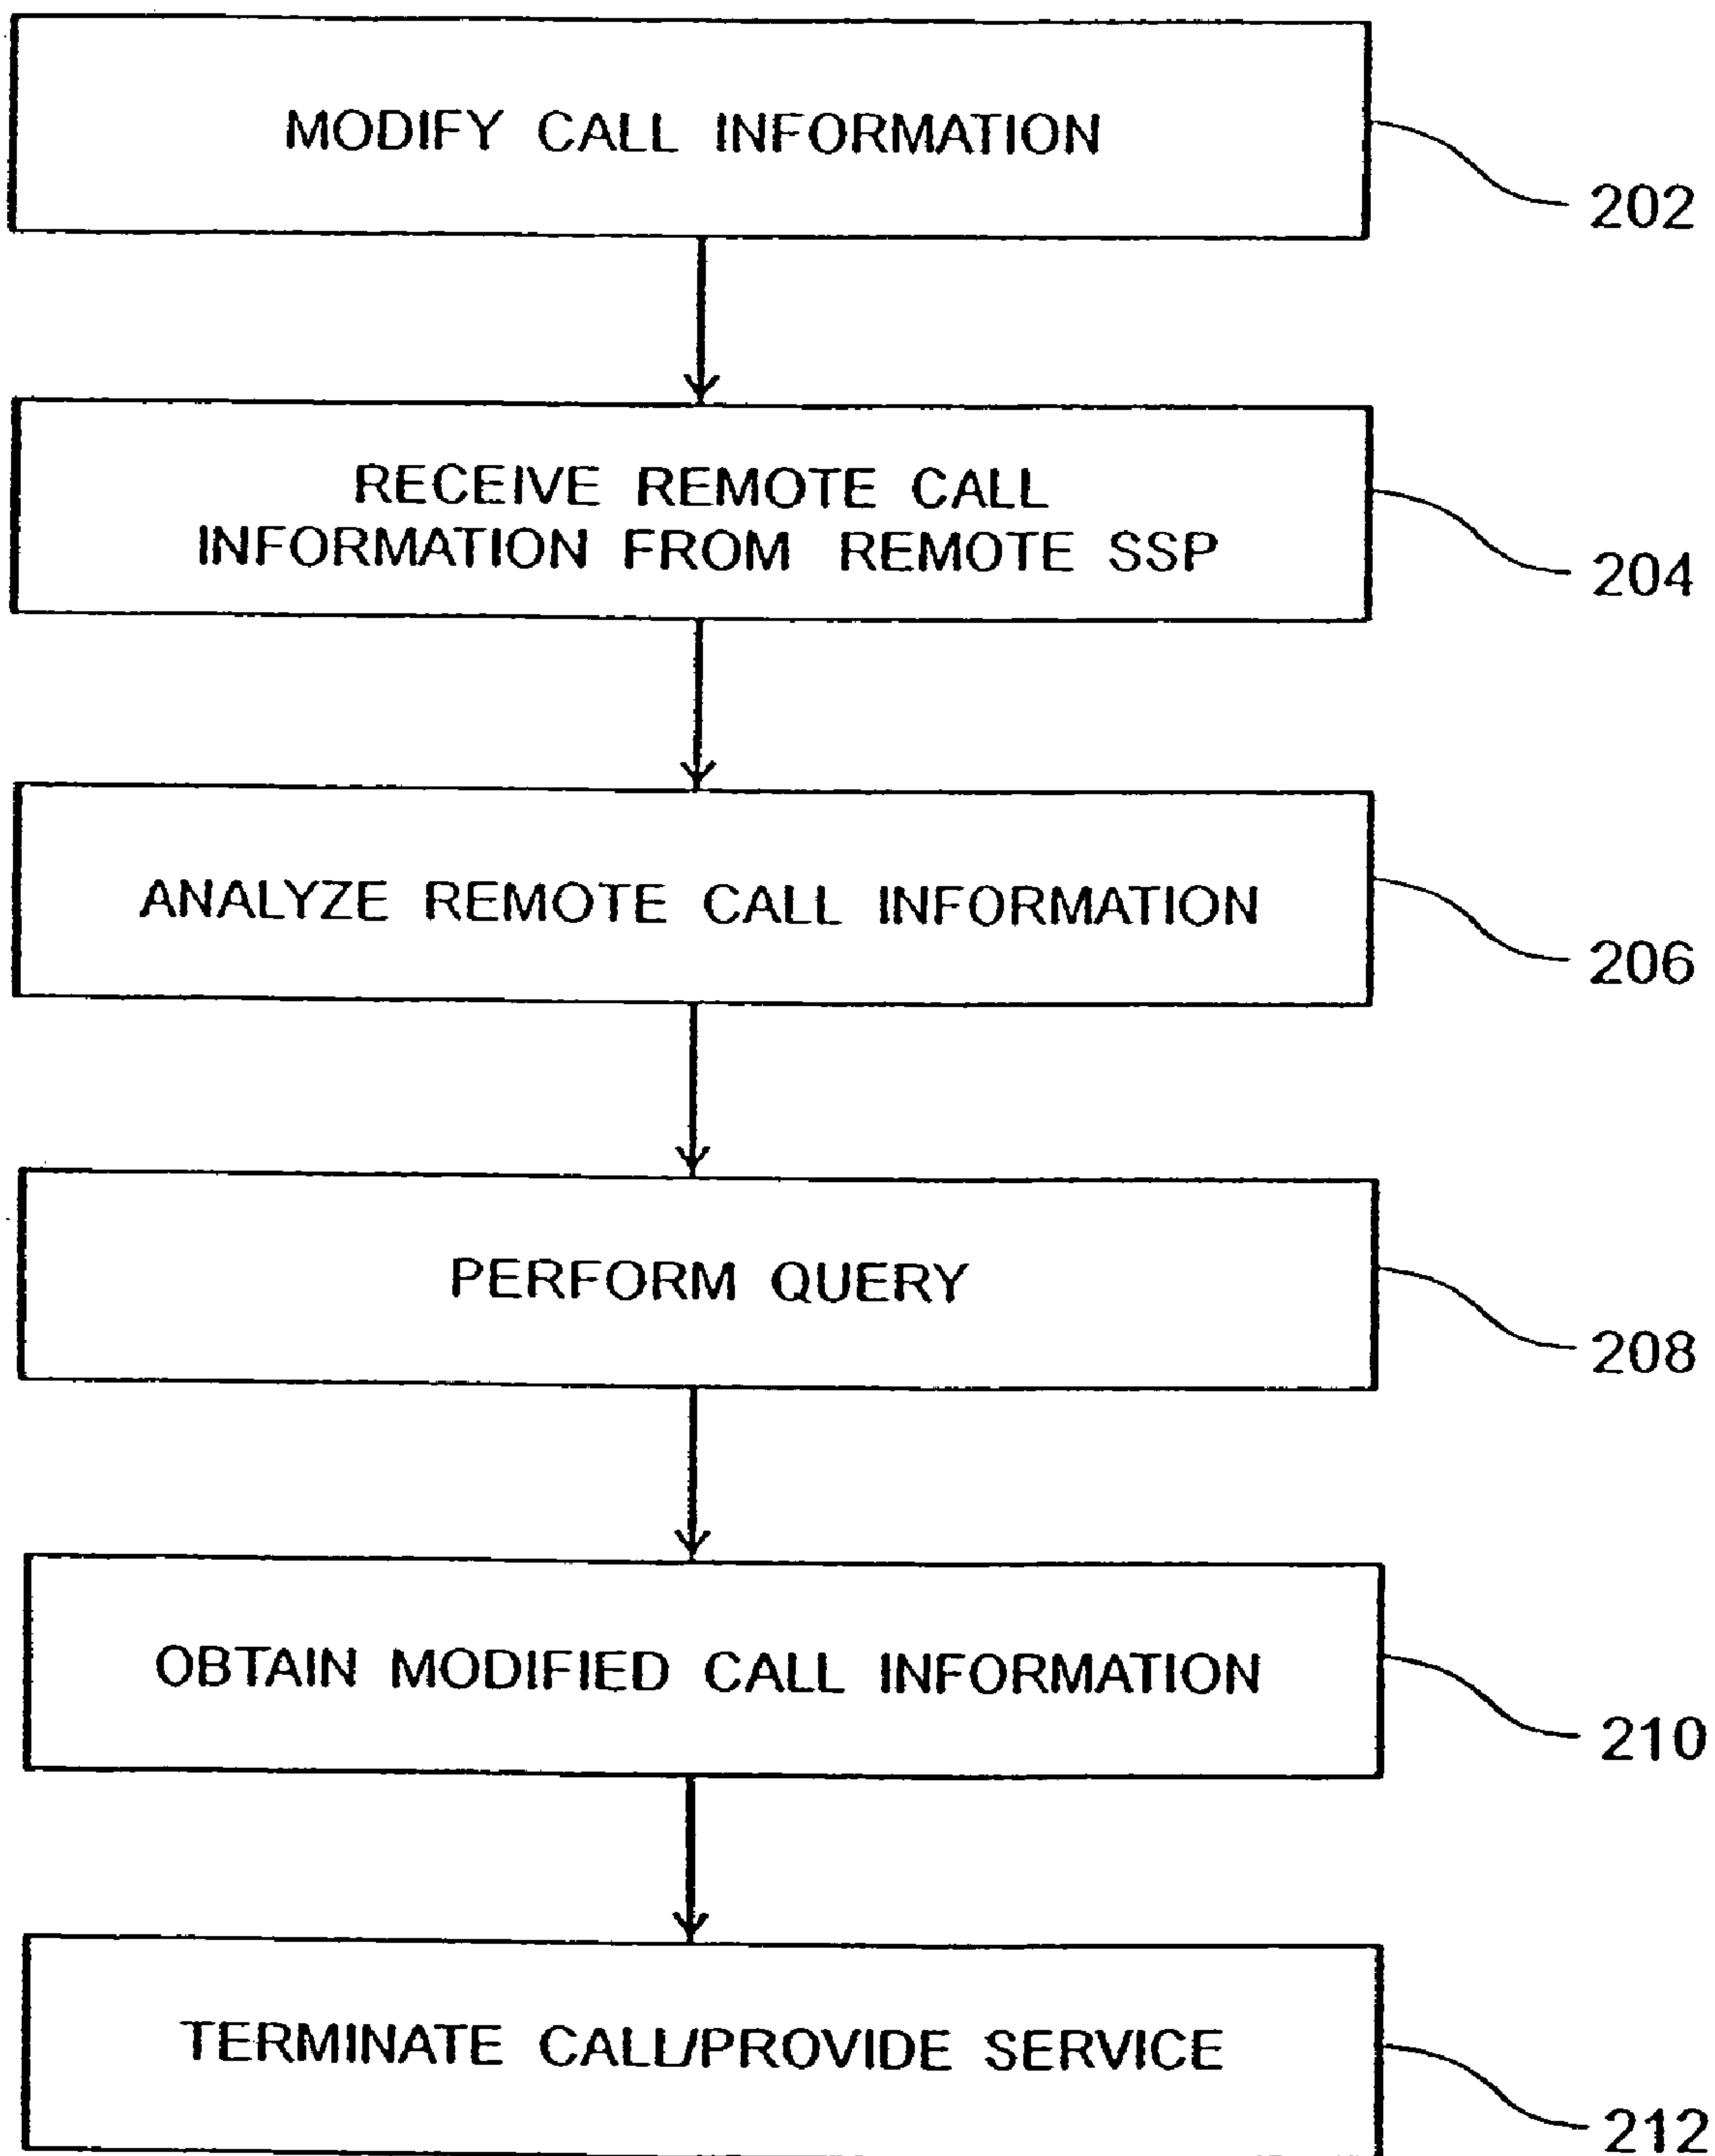 MODIFY CALL INFORMATION
202
RECEIVE REMOTE CALL
INFORMATION FROM REMOTE SSP
204
ANALYZE REMOTE CALL INFORMATION
206
PERFORM QUERY
208
OBTAIN MODIFIED CALL INFORMATION
210
TERMINATE CALL/PROVIDE SERVICE
212